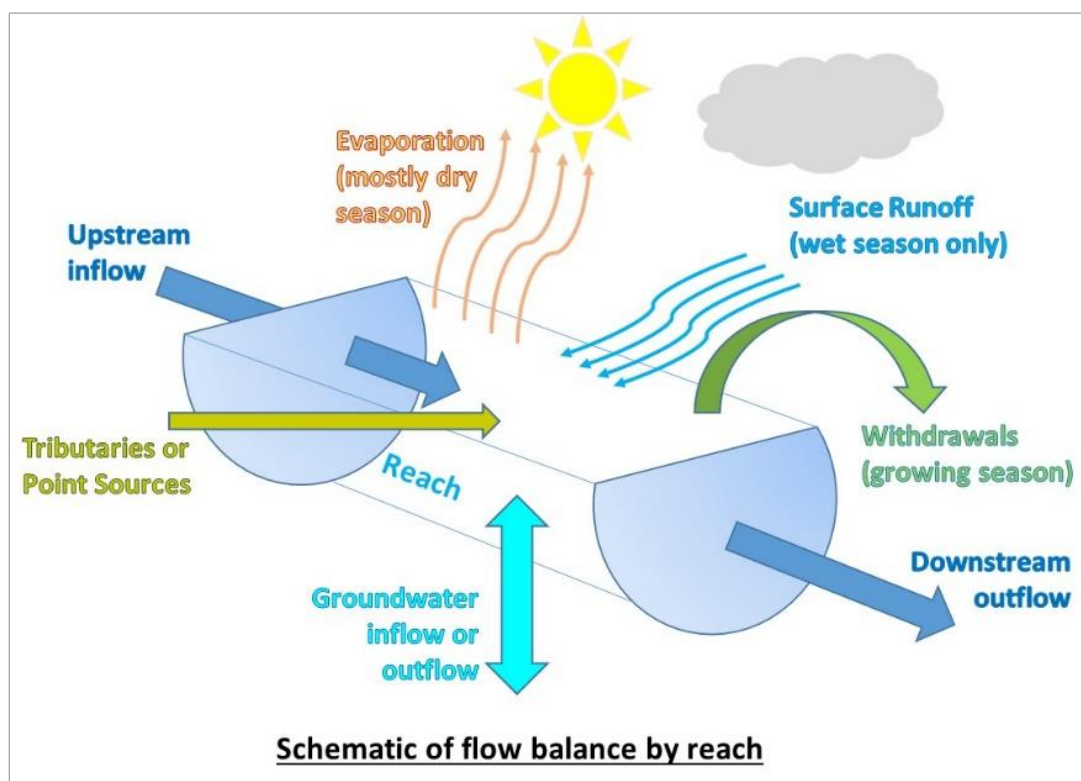 Evaporation
(mostly dry
season)
Surface Runoff
(wet season only)
Upstream
inflow
Tributaries or
Point Sources
Reach
Withdrawals
(growing season)
Groundwater
inflow or
outflow
Downstream
outflow
Schematic of flow balance by reach